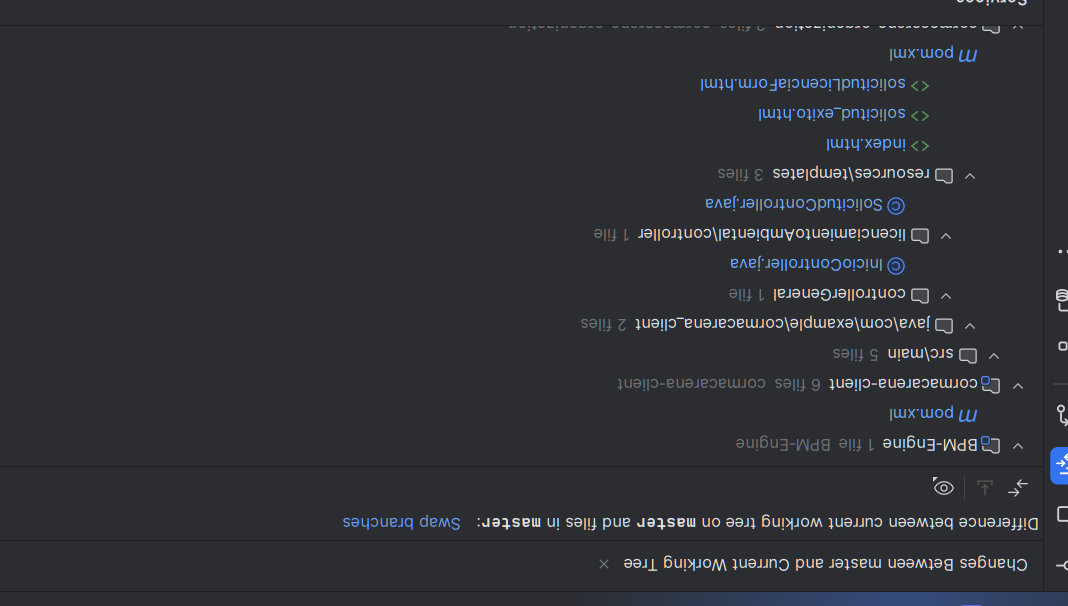 Changes Between master and Current Working Tree
Difference between current working tree on master and files in master: Swap branches
BPM-Engine 1 file BPM-Engine
pom.xml
cormacarena-client 6 files cormacarena-client
src\main 5 files
java\com\example\cormacarena_client 2 files
controllerGeneral 1 file
InicioController.java
licenciamientoAmbiental\controller 1 file
SolicitudController.java
resources\templates 3 files
index.html
solicitud_exito.html
solicitudLicenciaForm.html
pom.xml
cormacarena-organization 3 files cormacarena-organization
Services